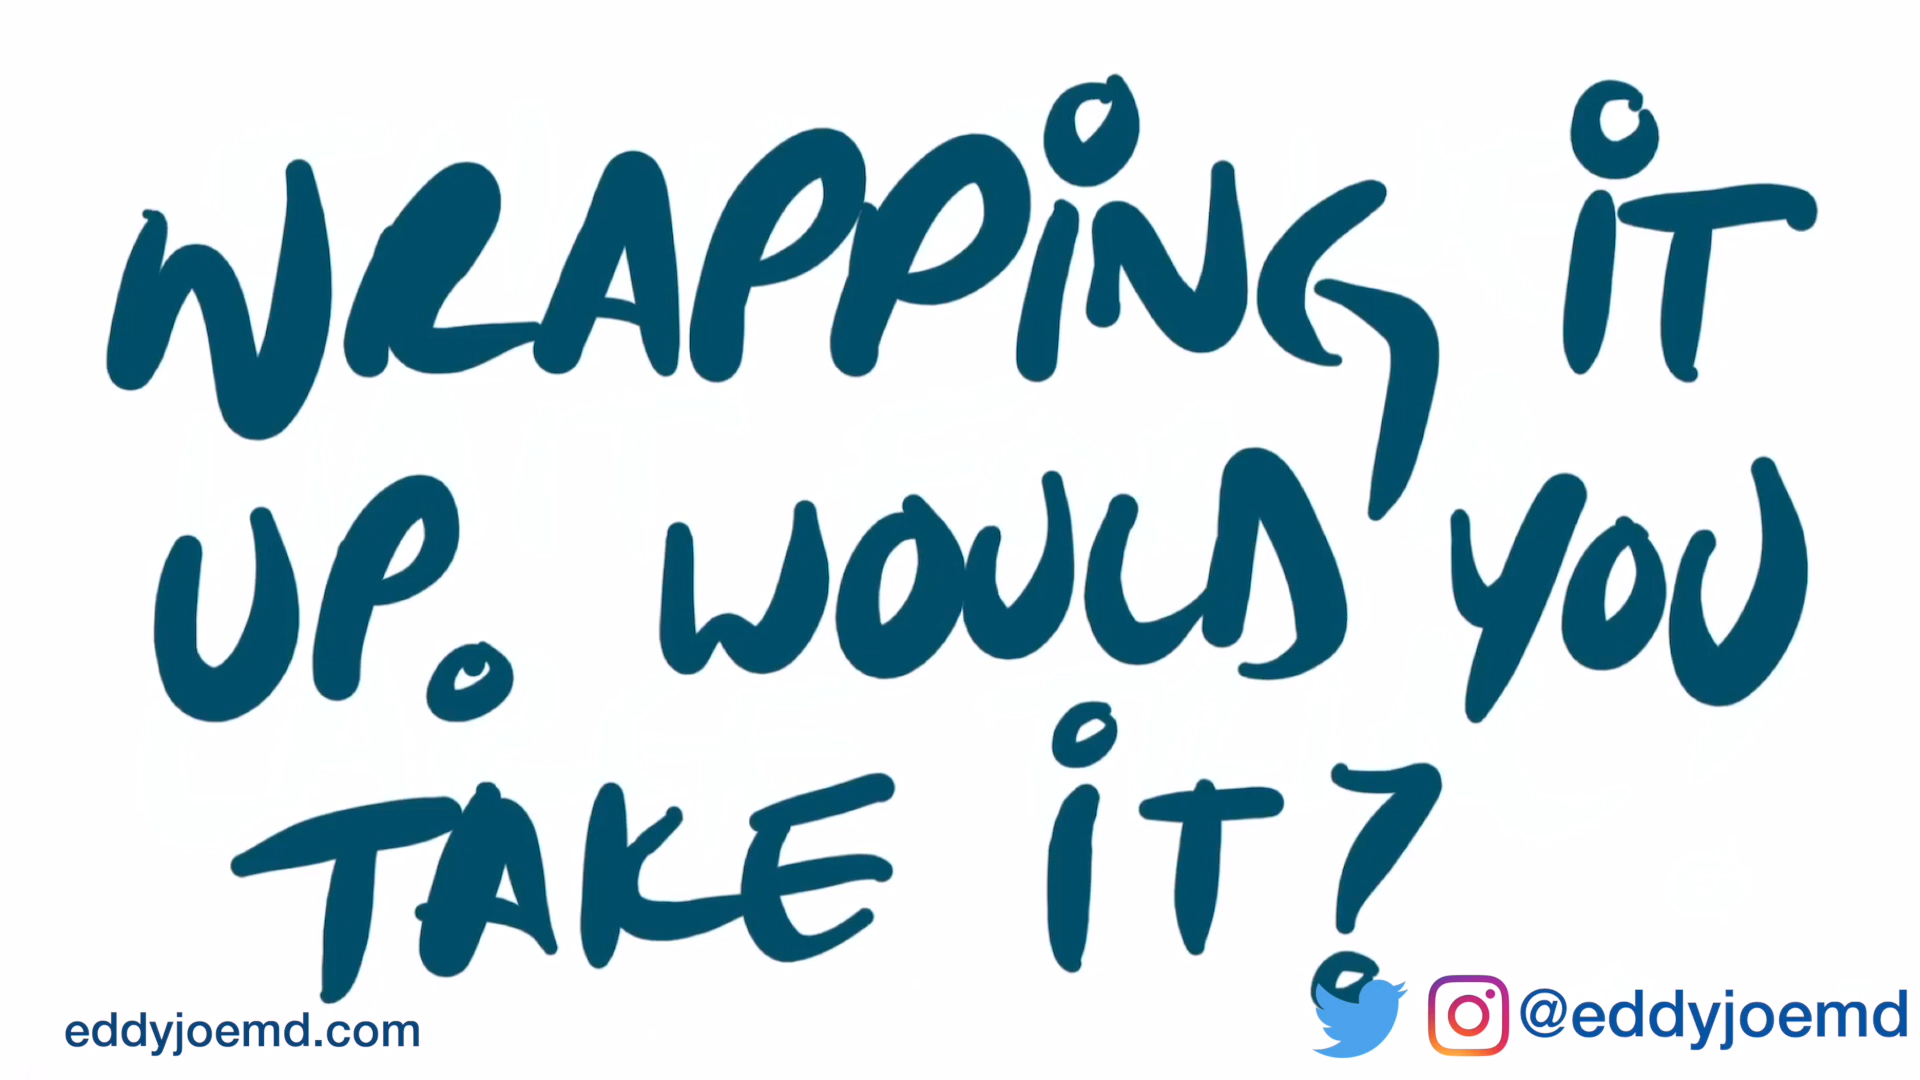 WRAPPING IT
UP. WOULD YOU
TAKE IT?
eddyjoemd.com
@eddyjoemd